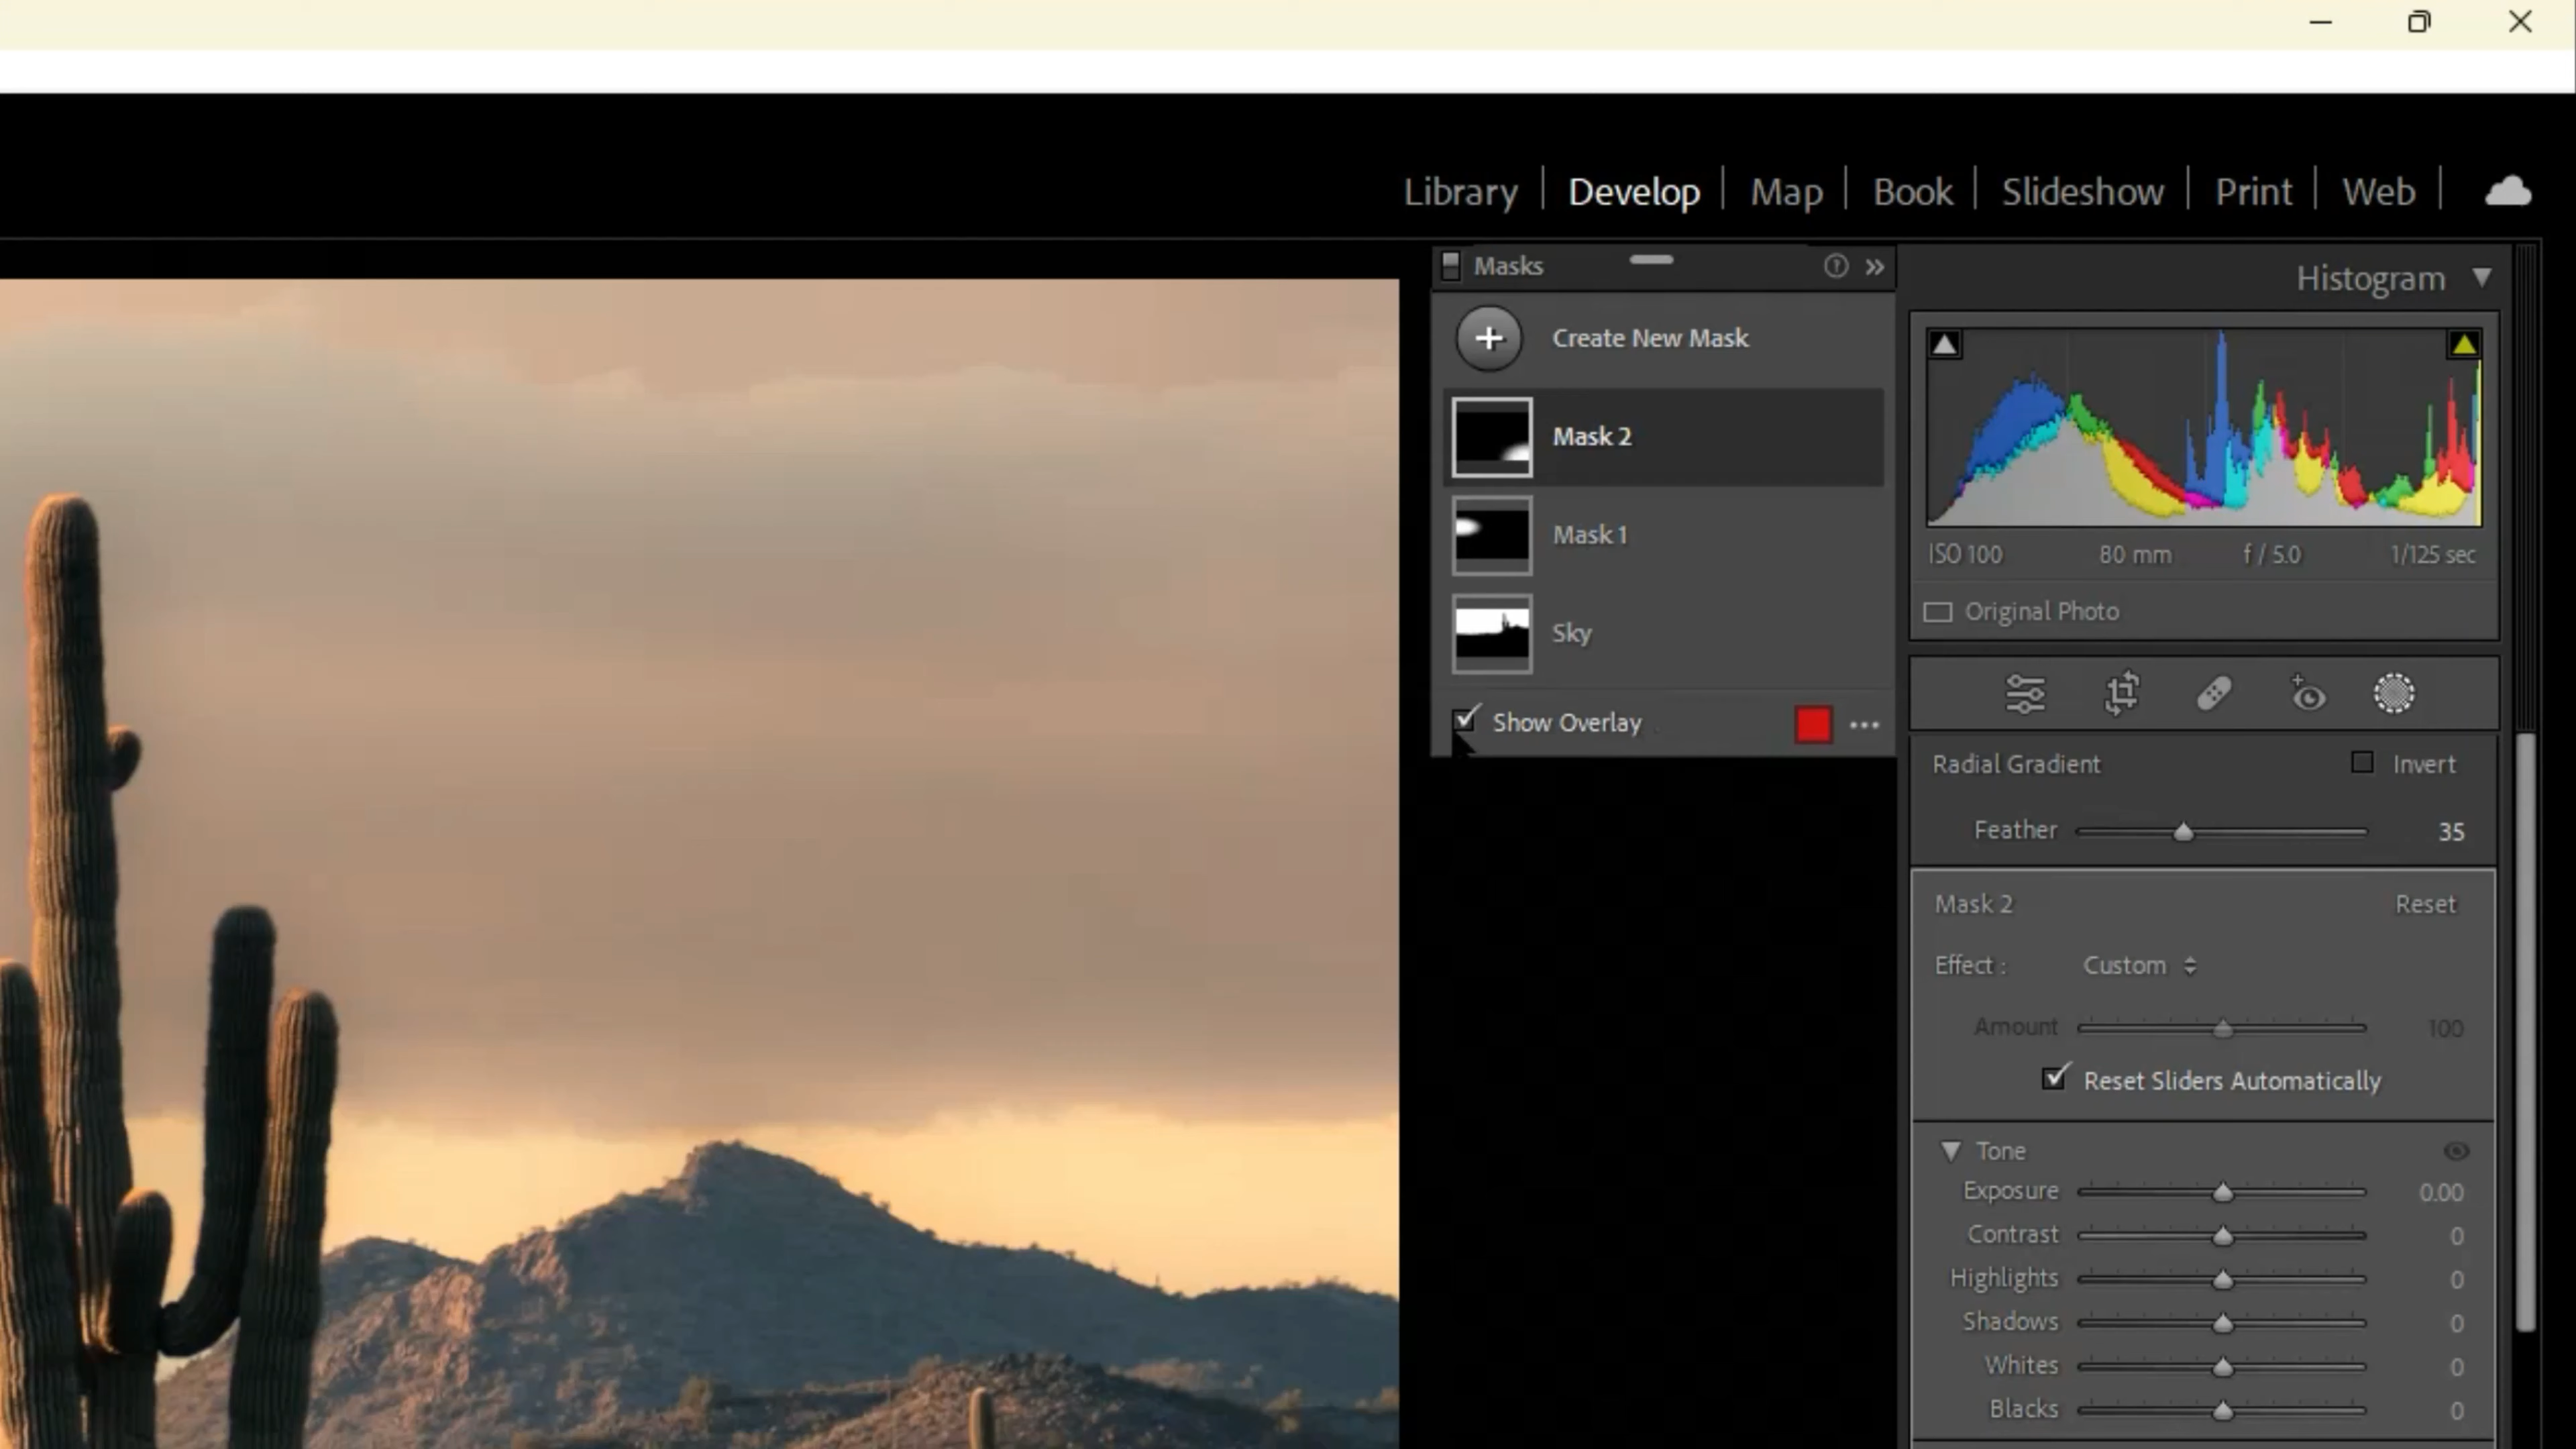 Library | Develop | Map | Book | Slideshow | Print | Web |
Masks
Create New Mask
Mask 2
Mask 1
Sky
Show Overlay
Histogram
ISO 100 80 mm f / 5.0 1/125 sec
Original Photo
Radial Gradient Invert
Feather 35
Mask 2 Reset
Effect : Custom
Amount 100
Reset Sliders Automatically
Tone
Exposure 0.00
Contrast 0
Highlights 0
Shadows 0
Whites 0
Blacks 0